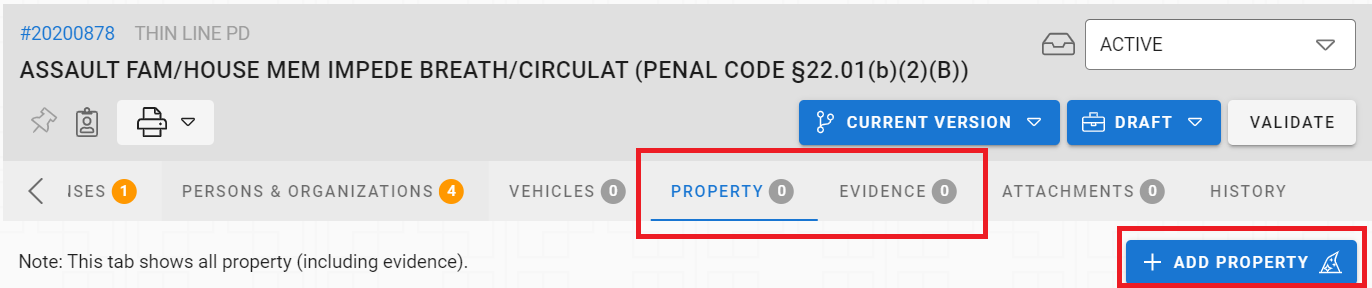 #20200878 THIN LINE PD
ACTIVE
ASSAULT FAM/HOUSE MEM IMPEDE BREATH/CIRCULAT (PENAL CODE §22.01(b)(2)(B))
CURRENT VERSION DRAFT VALIDATE
ISES 1 PERSONS & ORGANIZATIONS 4 VEHICLES 0 PROPERTY 0 EVIDENCE 0 ATTACHMENTS 0 HISTORY
Note: This tab shows all property (including evidence).
+ ADD PROPERTY